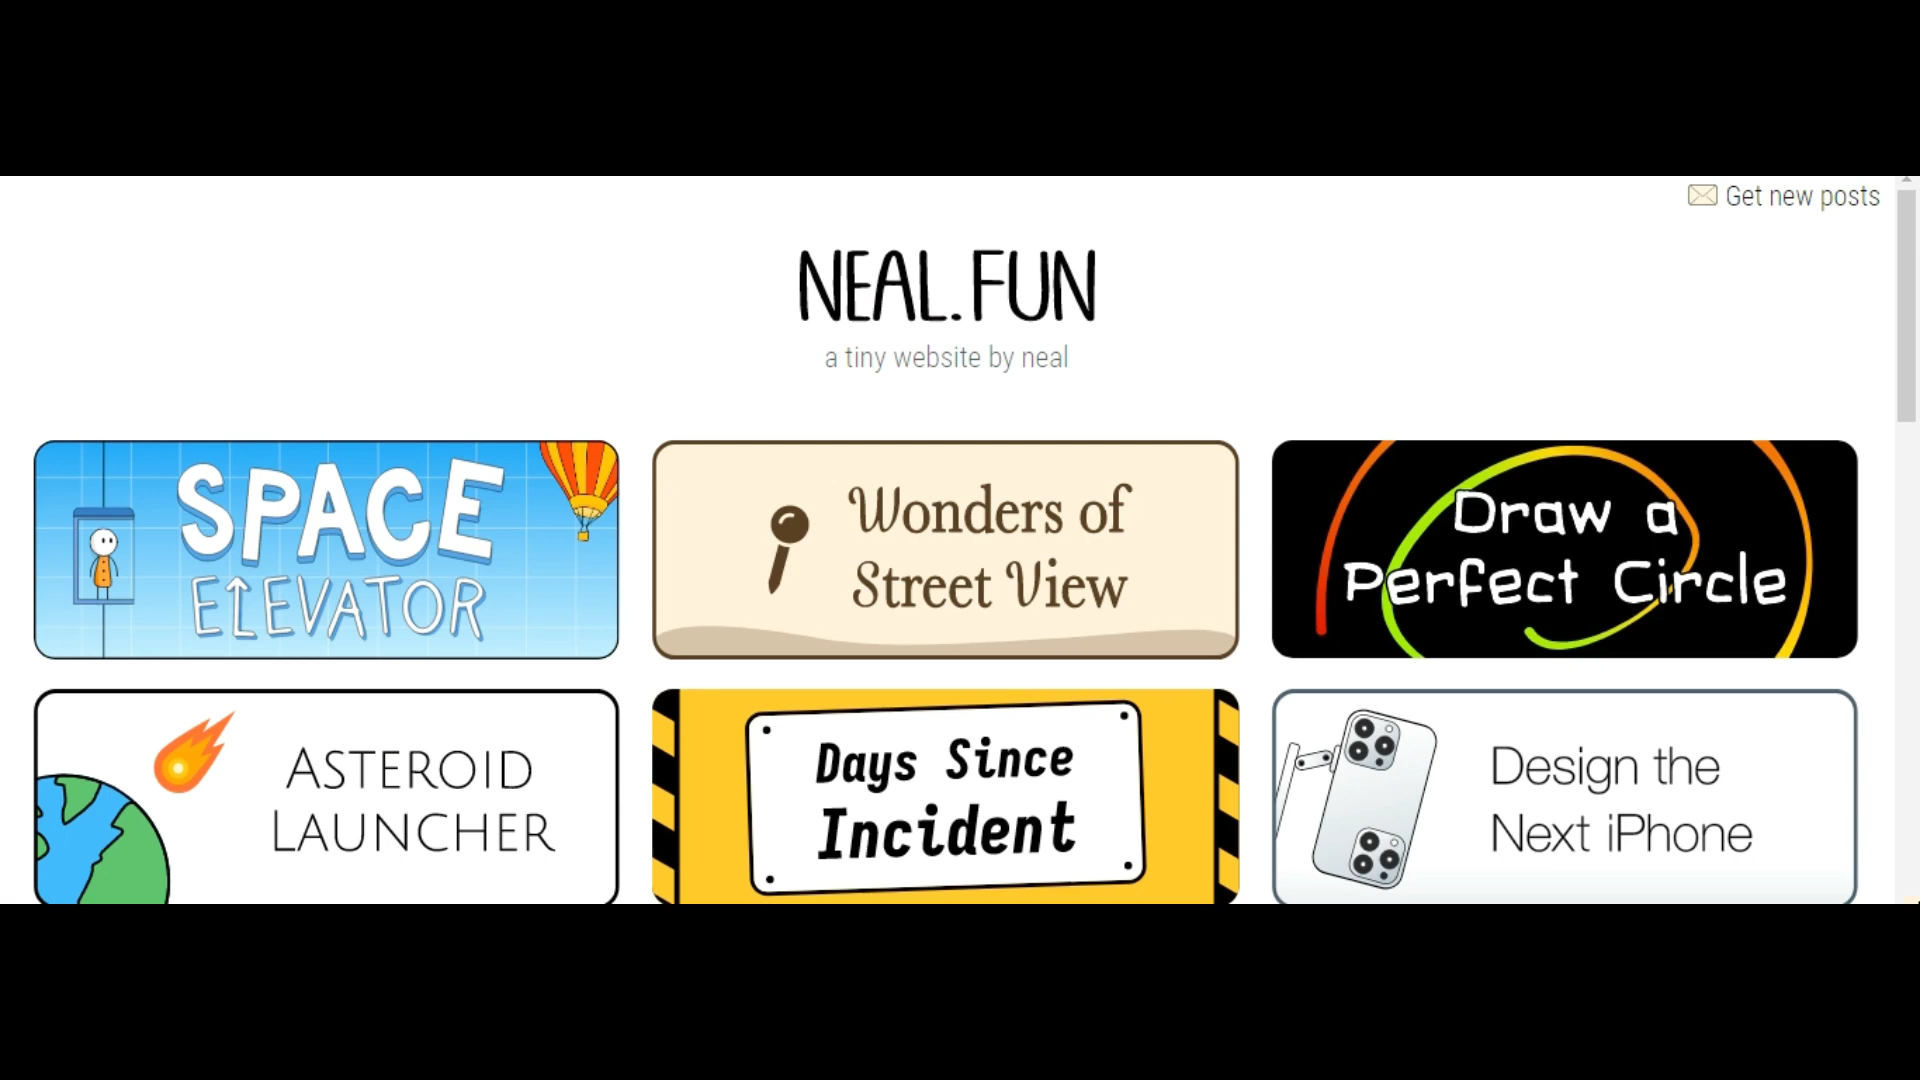 Get new posts
NEAL.FUN
a tiny website by neal
SPACE
ELEVATOR
Wonders of
Street View
Draw a
Perfect Circle
ASTEROID
LAUNCHER
Days Since
Incident
Design the
Next iPhone